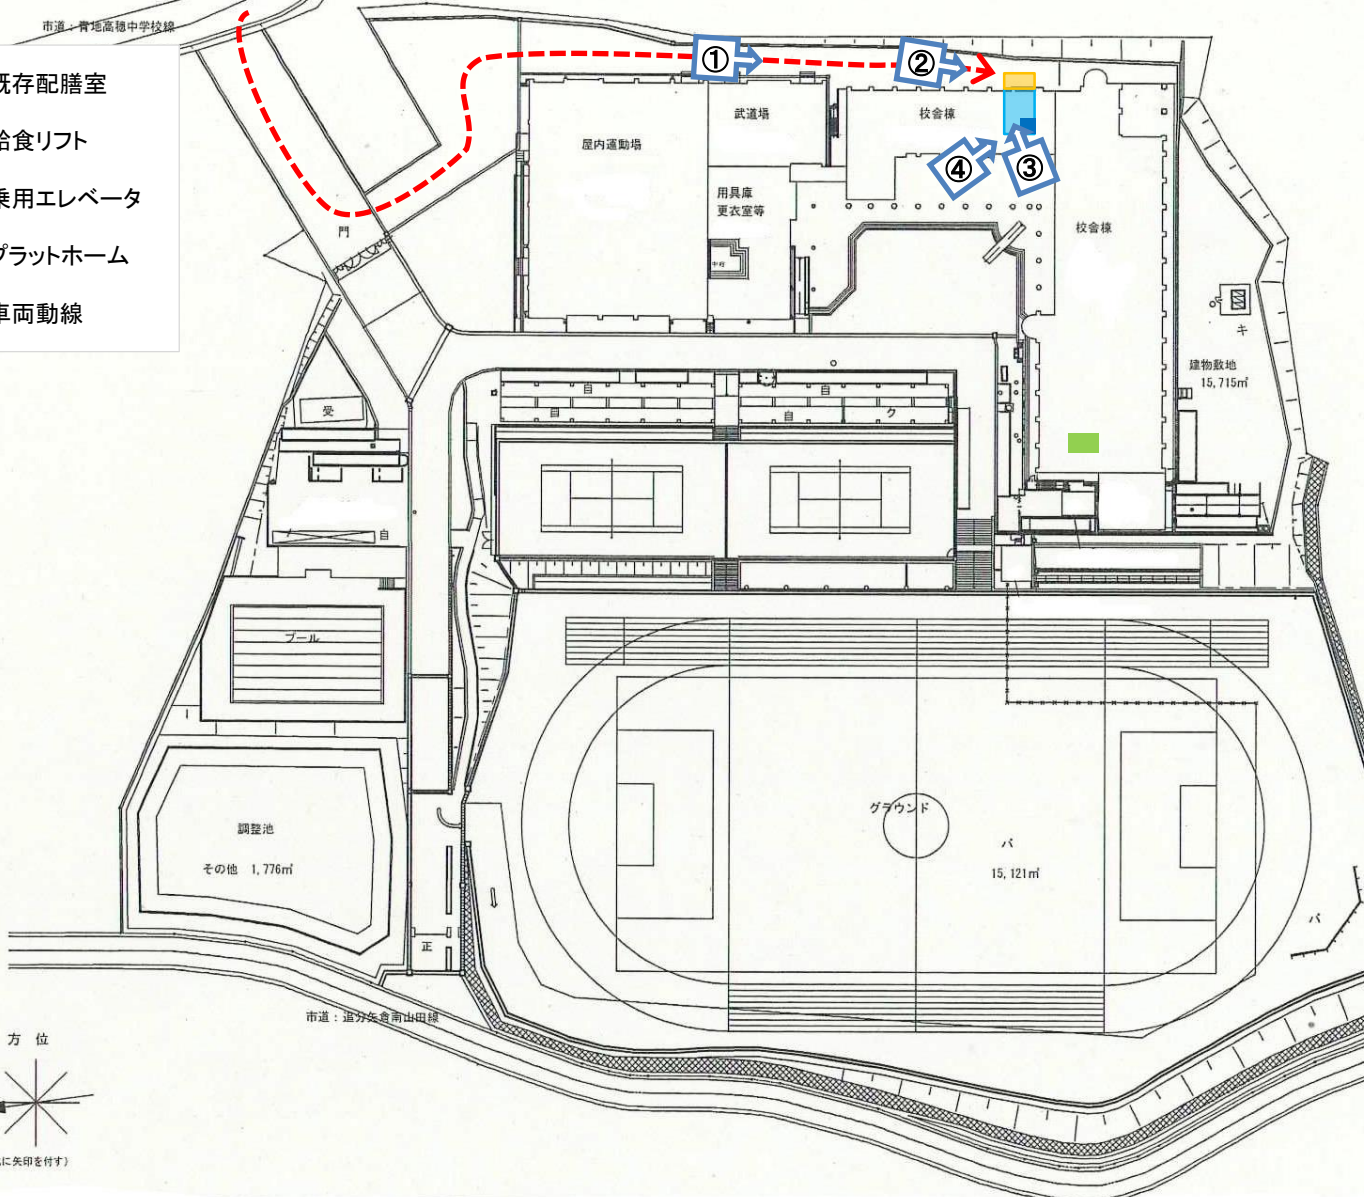 市道：青地高穂中学校線
既存配膳室
給食リフト
乗用エレベータ
プラットホーム
車両動線
①
②
③
④
屋内運動場
武道場
用具庫
更衣室等
校舎棟
校舎棟
門
キ
建物敷地
15,715㎡
受
自
自
自
自
ク
自
プール
調整池
その他 1,776㎡
グラウンド
バ
15,121㎡
バ
正
市道：追分矢倉南山田線
方 位
に矢印を付す）